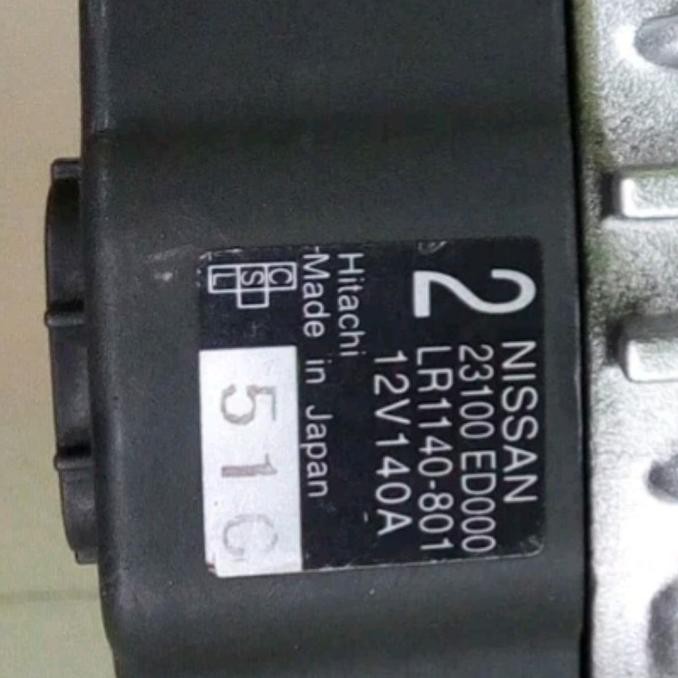 2
NISSAN
23100 ED000
LR1140-801
12V140A
Hitachi
Made in Japan
C
S
L
51C